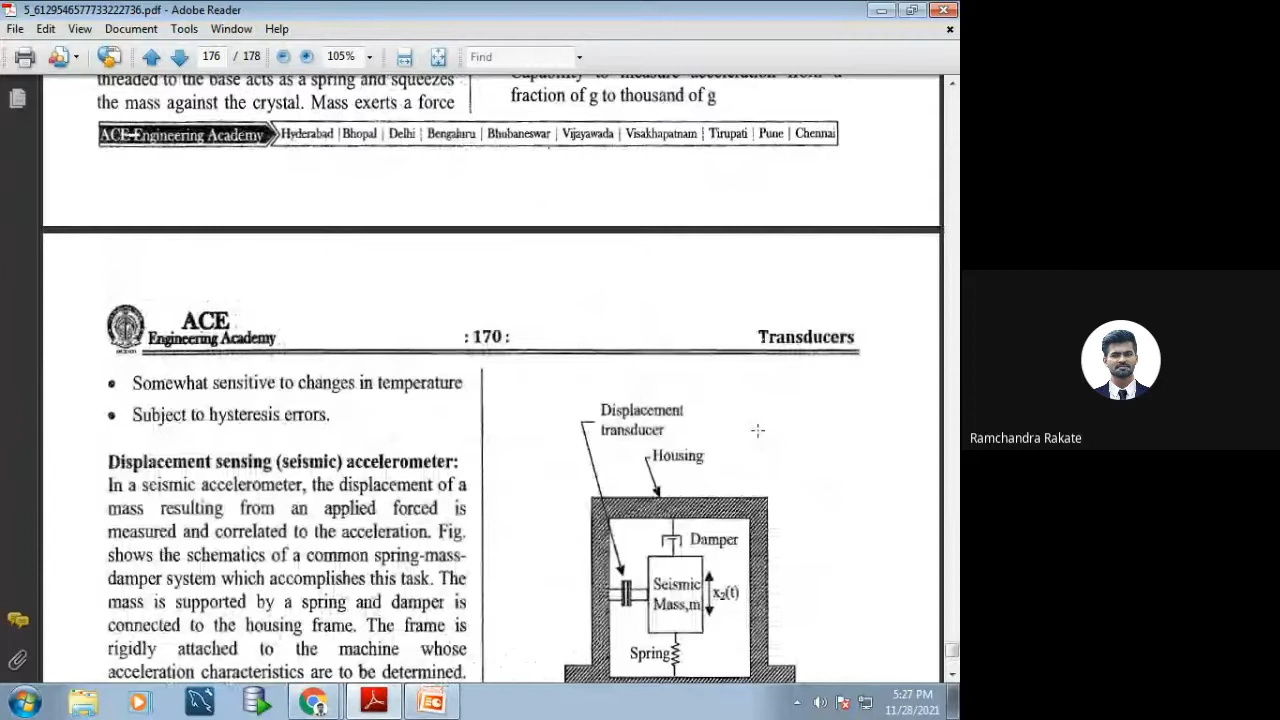 5_6129546577733222736.pdf - Adobe Reader
File Edit View Document Tools Window Help
176 / 178 105% Find
threaded to the base acts as a spring and squeezes
the mass against the crystal. Mass exerts a force
Capability to measure acceleration from a
fraction of g to thousand of g
ACE Engineering Academy Hyderabad | Bhopal | Delhi | Bengaluru | Bhubaneswar | Vijayawada | Visakhapatnam | Tirupati | Pune | Chennai
ACE
Engineering Academy
: 170 :
Transducers
• Somewhat sensitive to changes in temperature
• Subject to hysteresis errors.
Displacement sensing (seismic) accelerometer:
In a seismic accelerometer, the displacement of a
mass resulting from an applied forced is
measured and correlated to the acceleration. Fig.
shows the schematics of a common spring-mass-
damper system which accomplishes this task. The
mass is supported by a spring and damper is
connected to the housing frame. The frame is
rigidly attached to the machine whose
acceleration characteristics are to be determined.
Displacement
transducer
Housing
Damper
Seismic
Mass,m
x₂(t)
Spring
Ramchandra Rakate
5:27 PM
11/28/2021